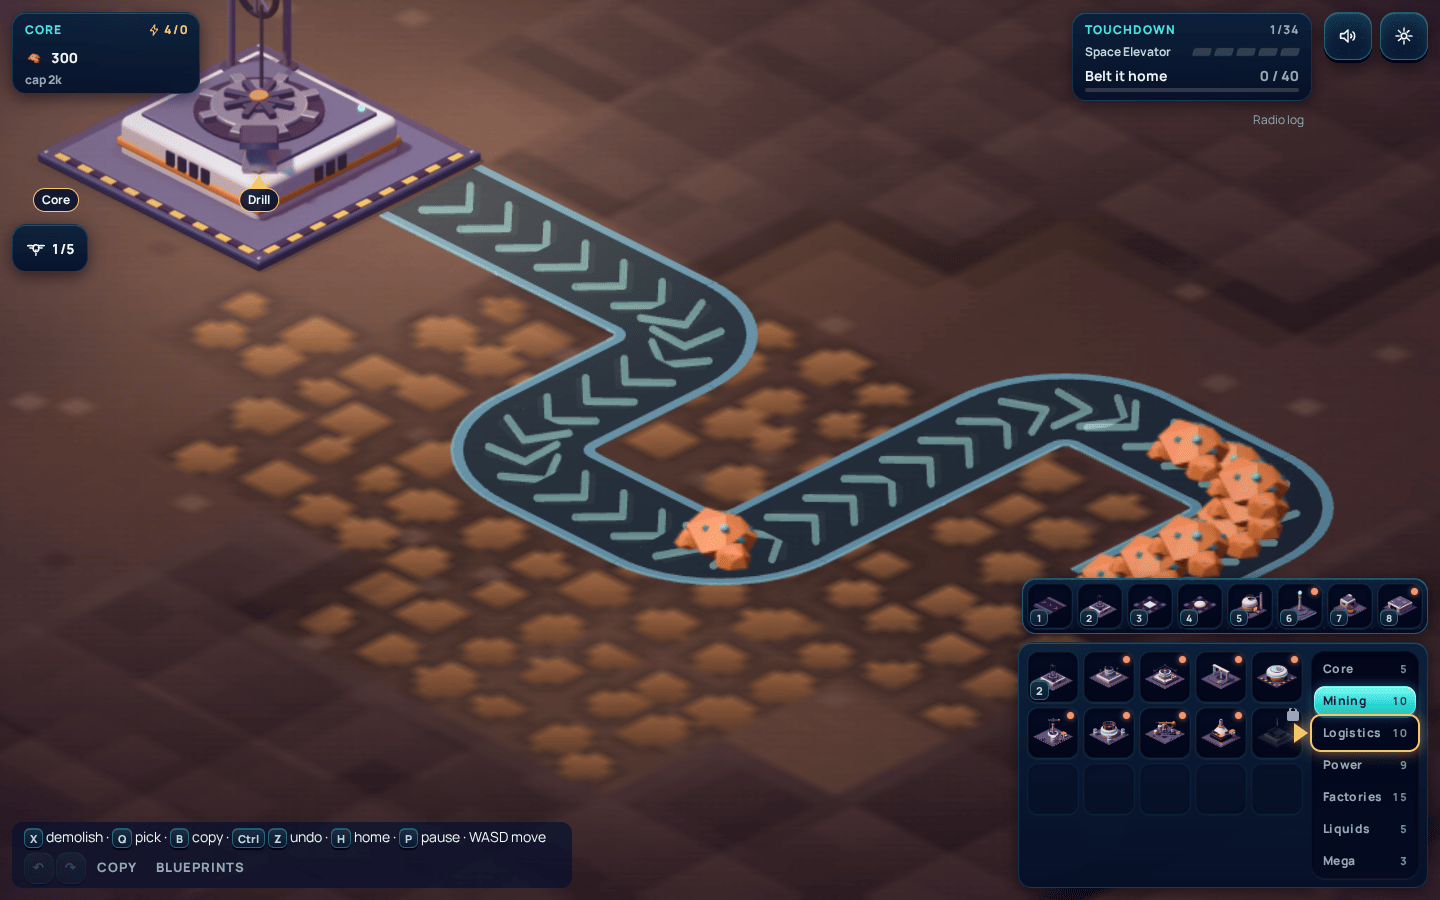 CORE 4/0
300
cap 2k
TOUCHDOWN 1/34
Space Elevator
Belt it home 0 / 40
Radio log
Core
Drill
1/5
1 2 3 4 5 6 7 8
2
Core 5
Mining 10
Logistics 10
Power 9
Factories 15
Liquids 5
Mega 3
X demolish · Q pick · B copy · Ctrl Z undo · H home · P pause · WASD move
COPY BLUEPRINTS